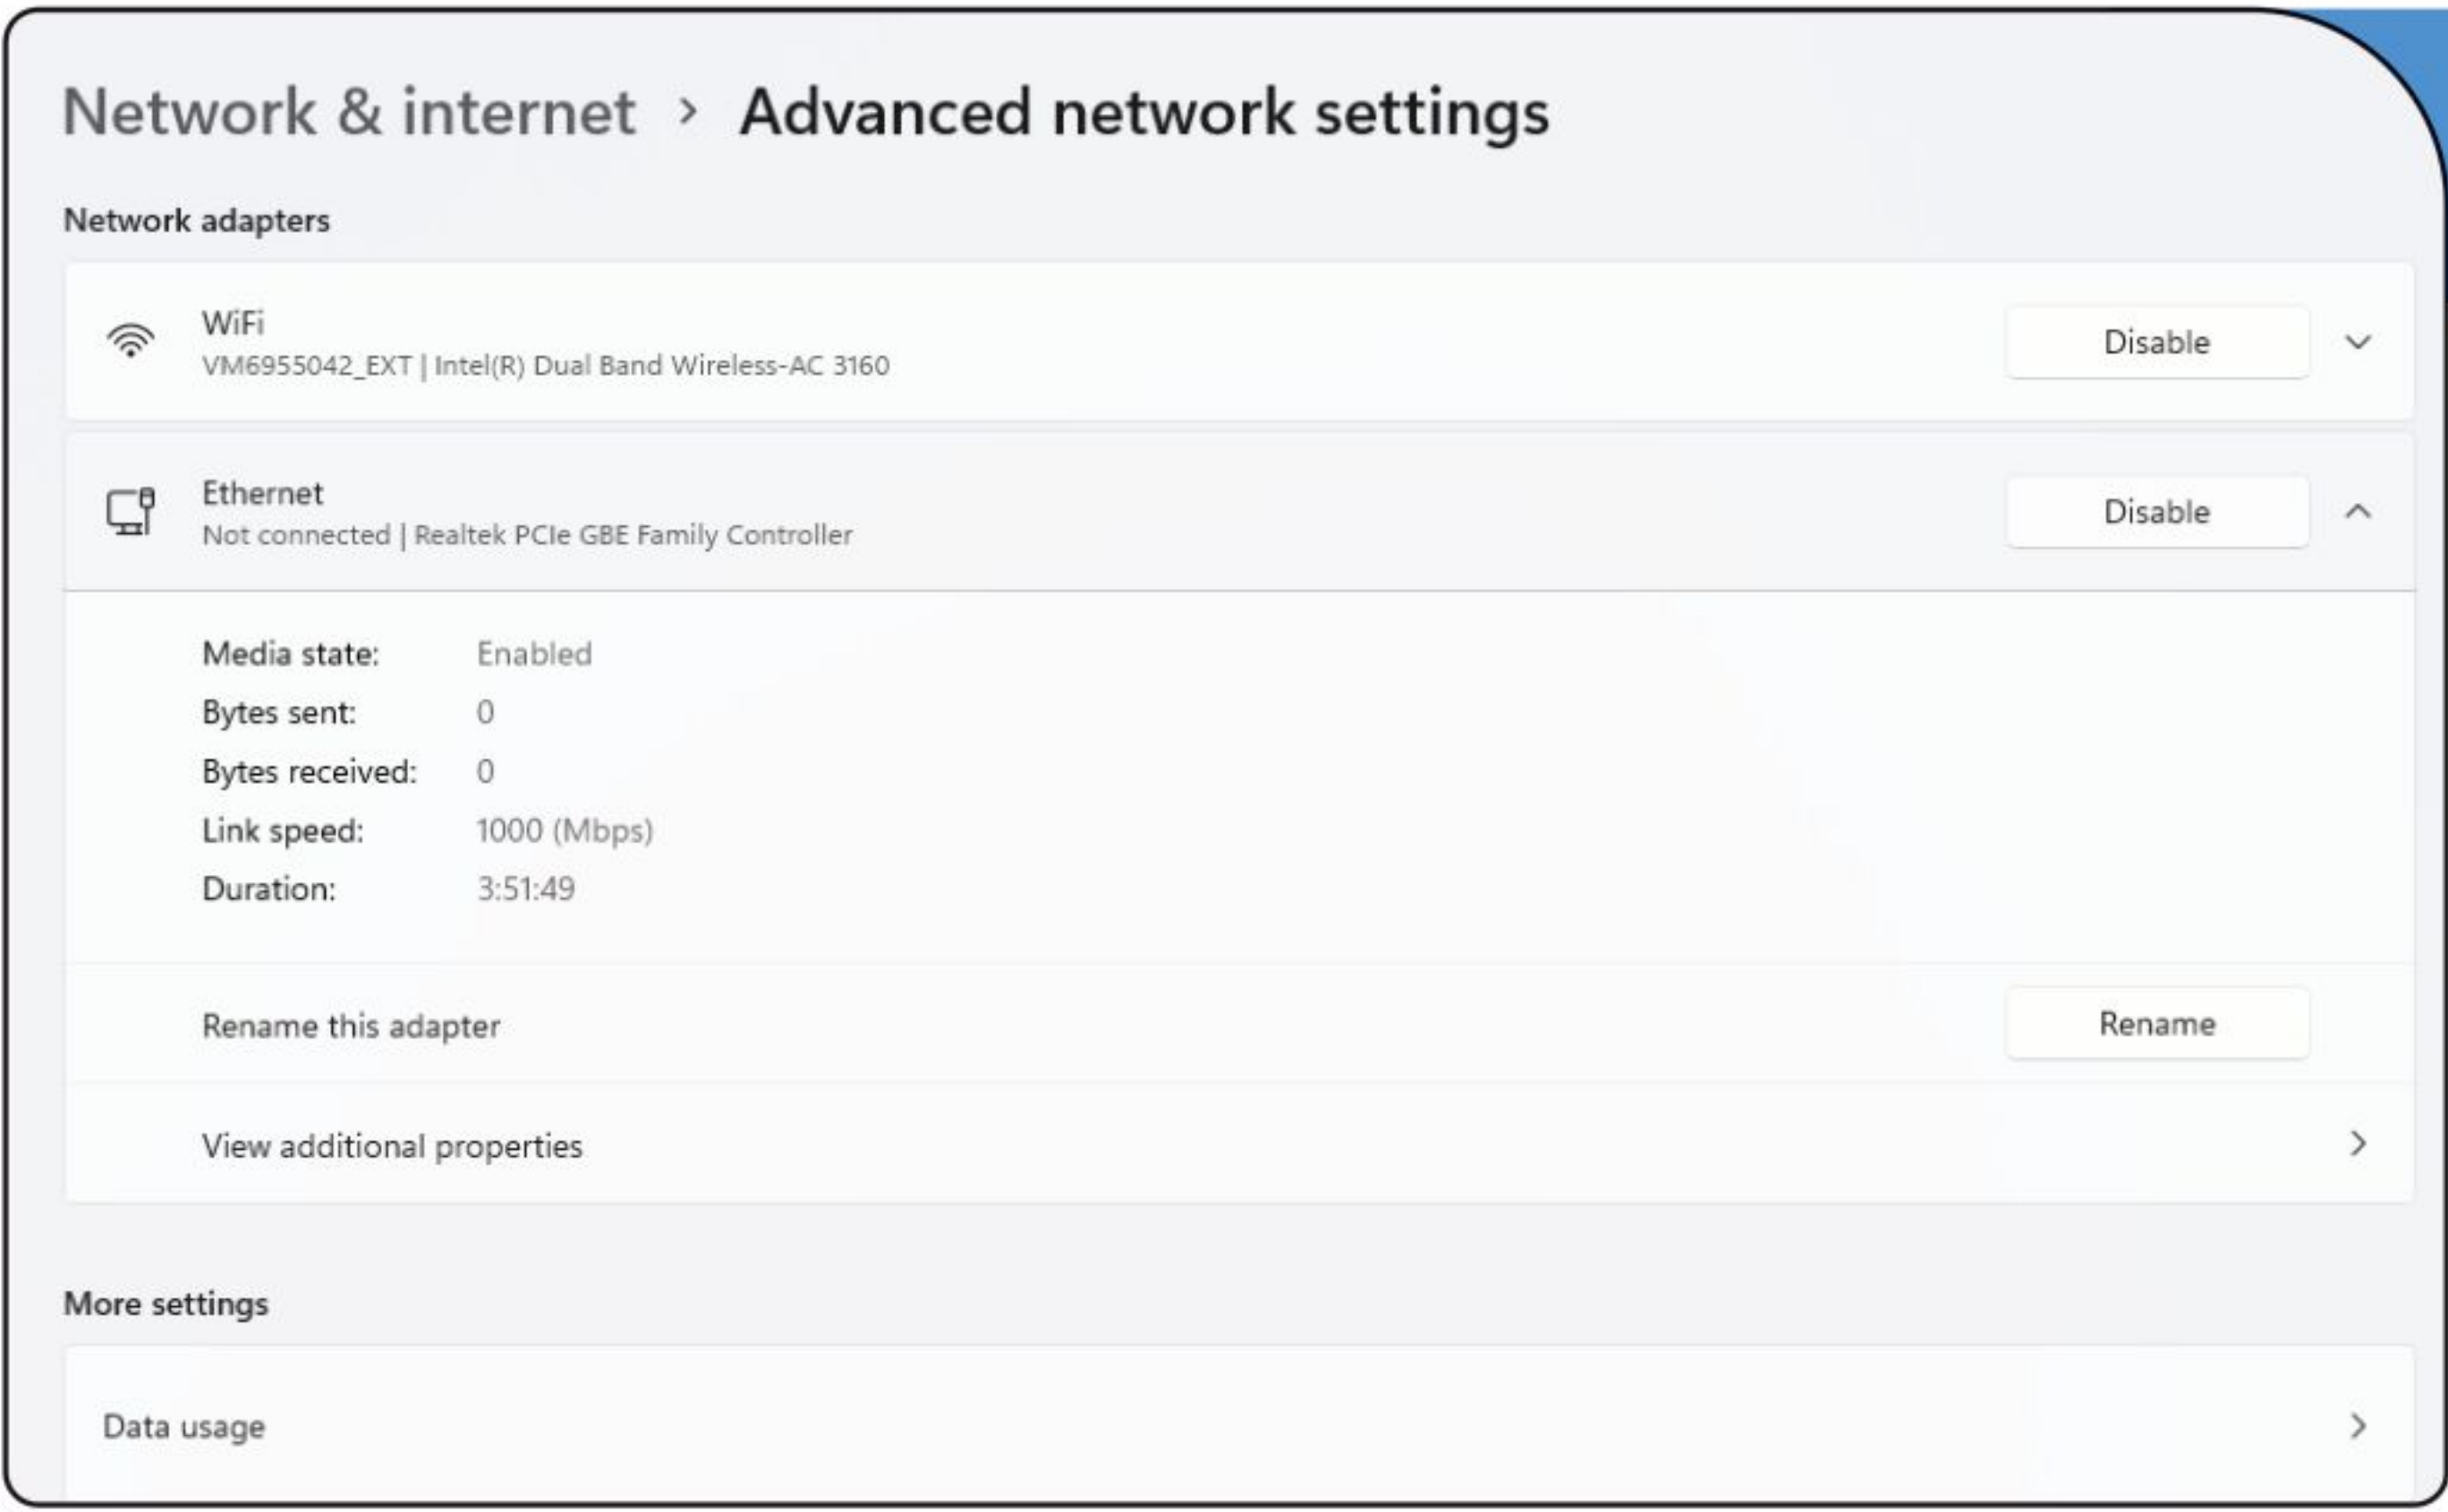 Network & internet > Advanced network settings
Network adapters
WiFi
VM6955042_EXT | Intel(R) Dual Band Wireless-AC 3160
Disable
Ethernet
Not connected | Realtek PCIe GBE Family Controller
Disable
Media state: Enabled
Bytes sent: 0
Bytes received: 0
Link speed: 1000 (Mbps)
Duration: 3:51:49
Rename this adapter
Rename
View additional properties
More settings
Data usage